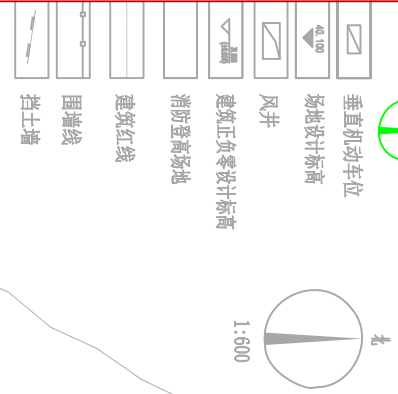 垂直机动车位
40.100
场地设计标高
风井
建筑正负零设计标高
消防登高场地
建筑红线
围墙线
挡土墙
北
1:600